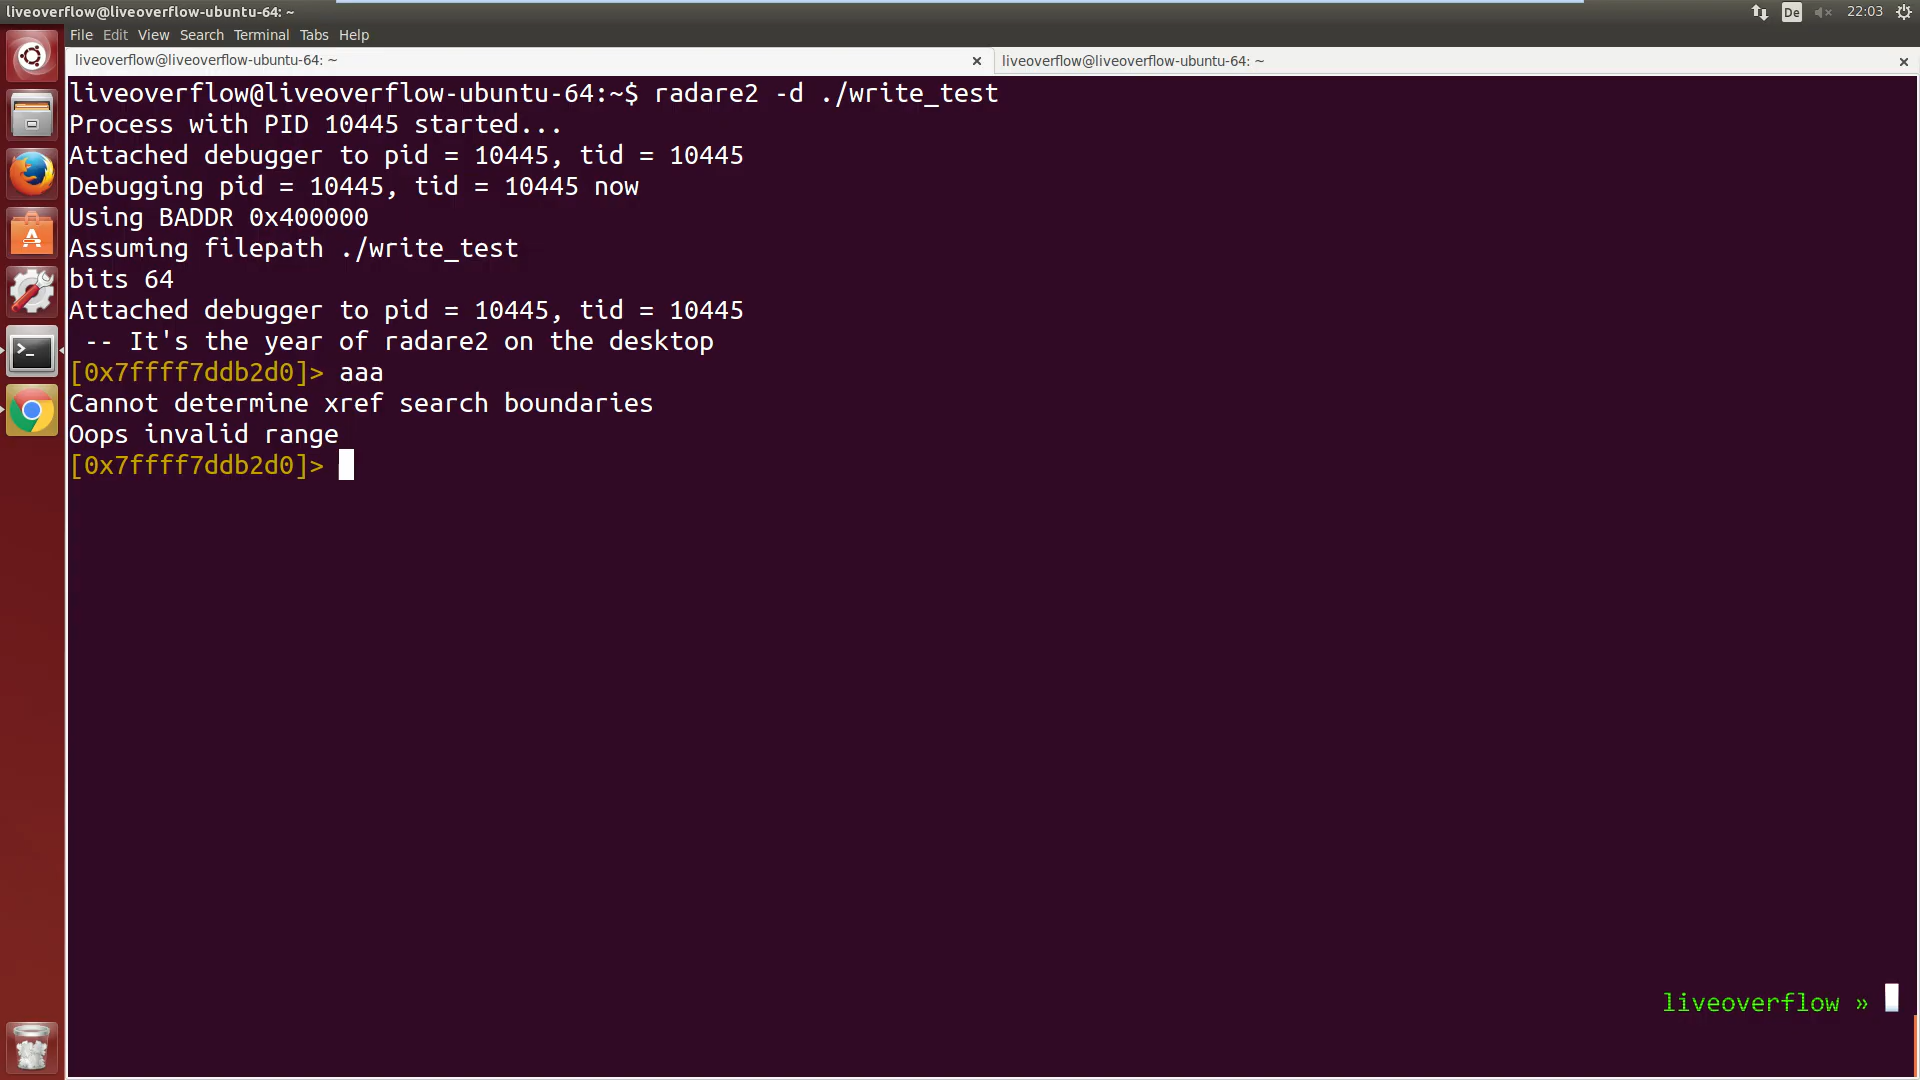 liveoverflow@liveoverflow-ubuntu-64: ~
De
22:03
File Edit View Search Terminal Tabs Help
liveoverflow@liveoverflow-ubuntu-64: ~ × liveoverflow@liveoverflow-ubuntu-64: ~ ×
liveoverflow@liveoverflow-ubuntu-64:~$ radare2 -d ./write_test
Process with PID 10445 started...
Attached debugger to pid = 10445, tid = 10445
Debugging pid = 10445, tid = 10445 now
Using BADDR 0x400000
Assuming filepath ./write_test
bits 64
Attached debugger to pid = 10445, tid = 10445
 -- It's the year of radare2 on the desktop
[0x7ffff7ddb2d0]> aaa
Cannot determine xref search boundaries
Oops invalid range
[0x7ffff7ddb2d0]>
liveoverflow »